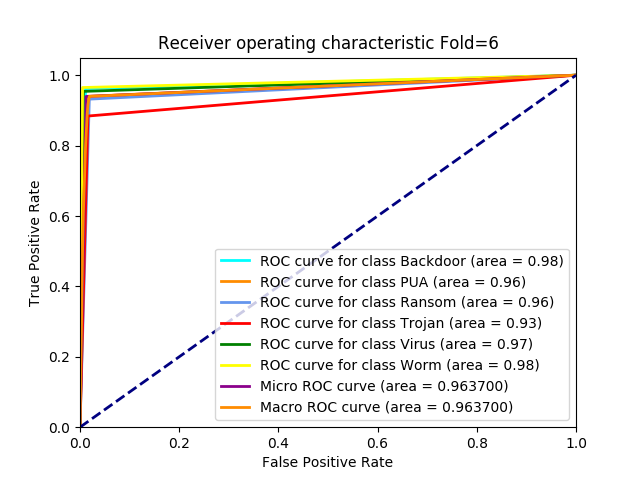 Receiver operating characteristic Fold=6
True Positive Rate
1.0
0.8
0.6
0.4
0.2
0.0
ROC curve for class Backdoor (area = 0.98)
ROC curve for class PUA (area = 0.96)
ROC curve for class Ransom (area = 0.96)
ROC curve for class Trojan (area = 0.93)
ROC curve for class Virus (area = 0.97)
ROC curve for class Worm (area = 0.98)
Micro ROC curve (area = 0.963700)
Macro ROC curve (area = 0.963700)
0.0 0.2 0.4 0.6 0.8 1.0
False Positive Rate